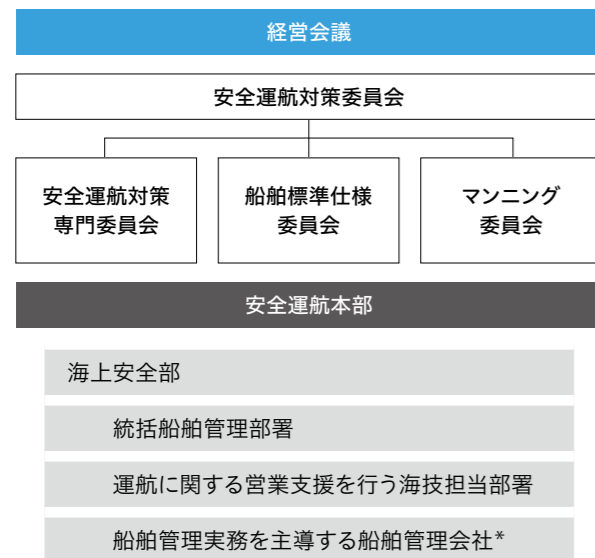 経営会議
安全運航対策委員会
安全運航対策
専門委員会
船舶標準仕様
委員会
マンニング
委員会
安全運航本部
海上安全部
統括船舶管理部署
運航に関する営業支援を行う海技担当部署
船舶管理実務を主導する船舶管理会社*